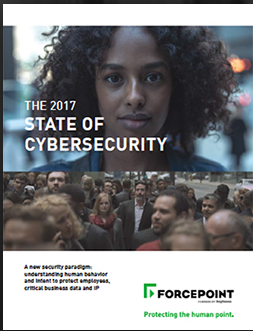 THE 2017
STATE OF
CYBERSECURITY
A new security paradigm:
understanding human behavior
and intent to protect employees,
critical business data and IP
FORCEPOINT
Protecting the human point.